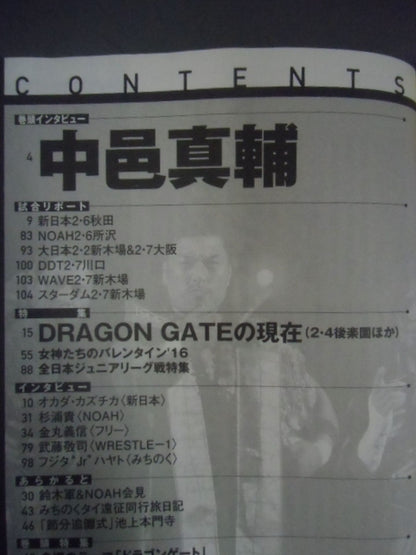 CONTENTS
巻頭インタビュー
4 中邑真輔
試合リポート
9 新日本2・6秋田
83 NOAH2・6所沢
93 大日本2・2新木場&2・7大阪
100 DDT2・7川口
103 WAVE2・7新木場
104 スターダム2・7新木場
特集
15 DRAGON GATEの現在(2・4後楽園ほか)
55 女神たちのバレンタイン'16
88 全日本ジュニアリーグ戦特集
インタビュー
10 オカダ・カズチカ〈新日本〉
31 杉浦貴〈NOAH〉
34 金丸義信〈フリー〉
79 武藤敬司〈WRESTLE−1〉
98 フジタ"Jr"ハヤト〈みちのく〉
あらかると
30 鈴木軍&NOAH会見
43 みちのくタイ遠征同行旅日記
46 「節分追儺式」池上本門寺